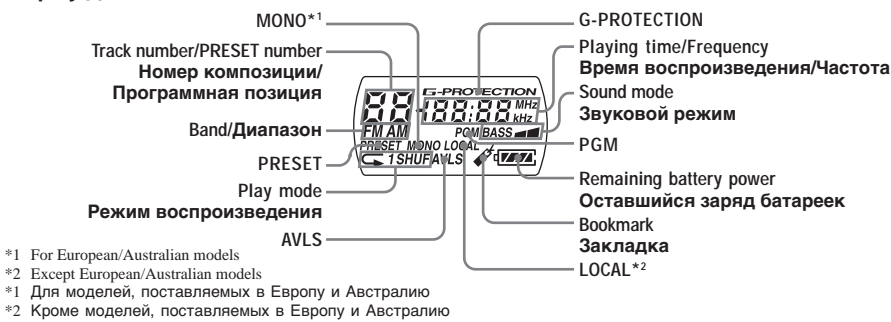 MONO*1
Track number/PRESET number
Номер композиции/
Программная позиция
Band/Диапазон
PRESET
Play mode
Режим воспроизведения
AVLS
G-PROTECTION
88-188:88 MHz
kHz
FM AM
PGM BASS
PRESET MONO LOCAL
1 SHUF AVLS
G-PROTECTION
Playing time/Frequency
Время воспроизведения/Частота
Sound mode
Звуковой режим
PGM
Remaining battery power
Оставшийся заряд батареек
Bookmark
Закладка
LOCAL*2
*1 For European/Australian models
*2 Except European/Australian models
*1 Для моделей, поставляемых в Европу и Австралию
*2 Кроме моделей, поставляемых в Европу и Австралию